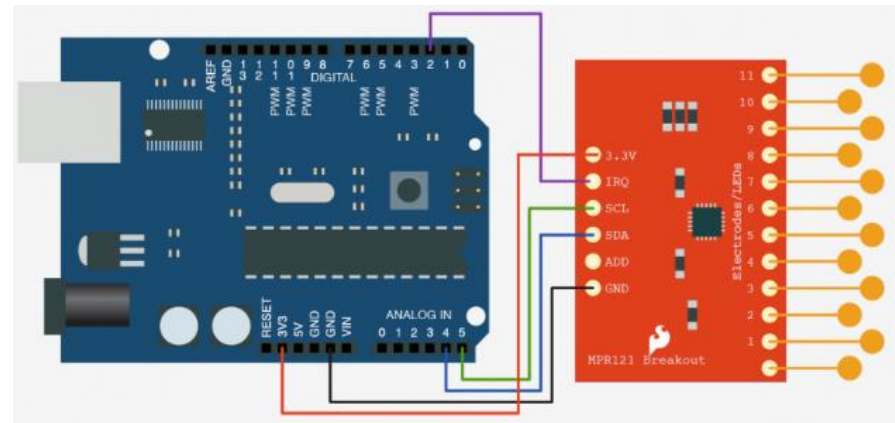 AREF
GND
13
12
11
10
9
8
7
6
5
4
3
2
1
0
DIGITAL
PWM
PWM
PWM
PWM
PWM
PWM
RESET
3V3
5V
GND
GND
VIN
ANALOG IN
0 1 2 3 4 5
3.3V
IRQ
SCL
SDA
ADD
GND
MPR121 Breakout
Electrodes/LEDs
11
10
9
8
7
6
5
4
3
2
1